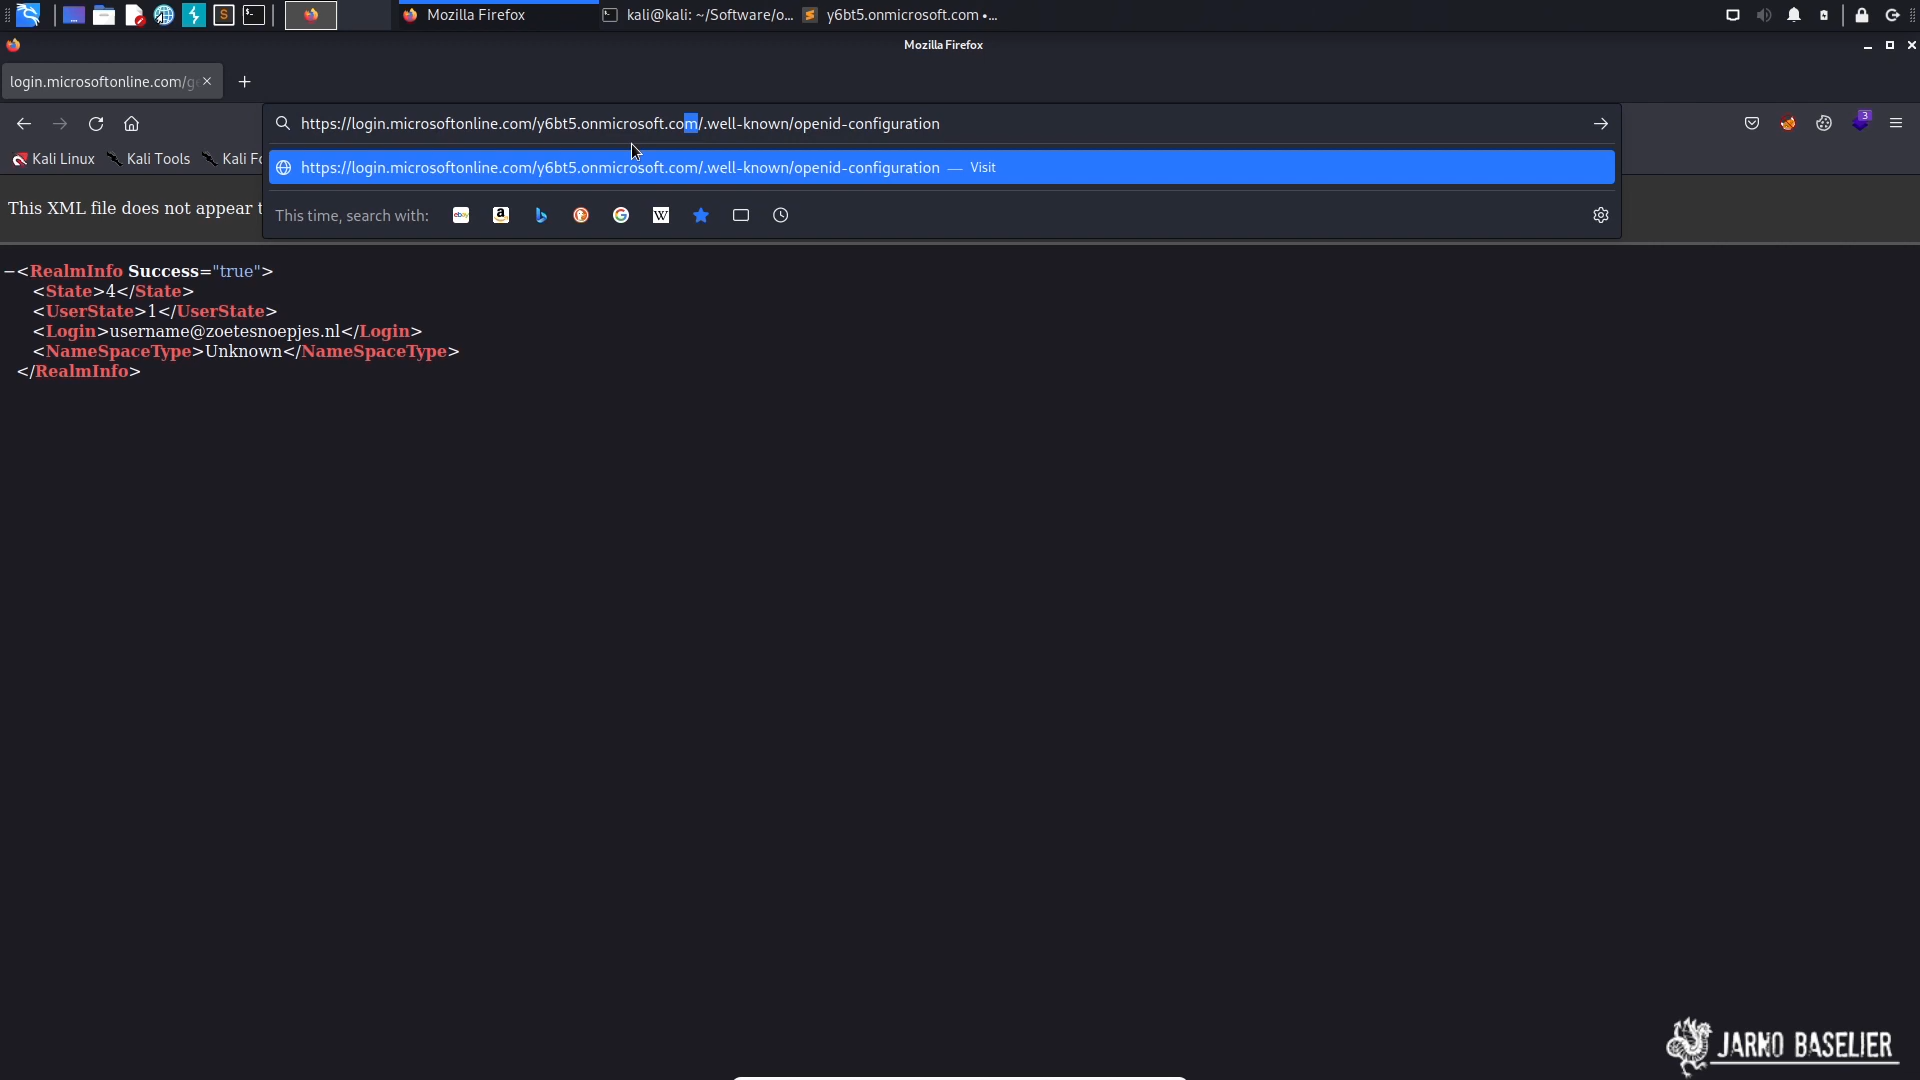 Mozilla Firefox
kali@kali: ~/Software/o...
y6bt5.onmicrosoft.com •...
Mozilla Firefox
login.microsoftonline.com/g
https://login.microsoftonline.com/y6bt5.onmicrosoft.com/.well-known/openid-configuration
3
Kali Linux
Kali Tools
Kali Fo
https://login.microsoftonline.com/y6bt5.onmicrosoft.com/.well-known/openid-configuration — Visit
This time, search with:
This XML file does not appear t
−<RealmInfo Success="true">
<State>4</State>
<UserState>1</UserState>
<Login>username@zoetesnoepjes.nl</Login>
<NameSpaceType>Unknown</NameSpaceType>
</RealmInfo>
JARNO BASELIER